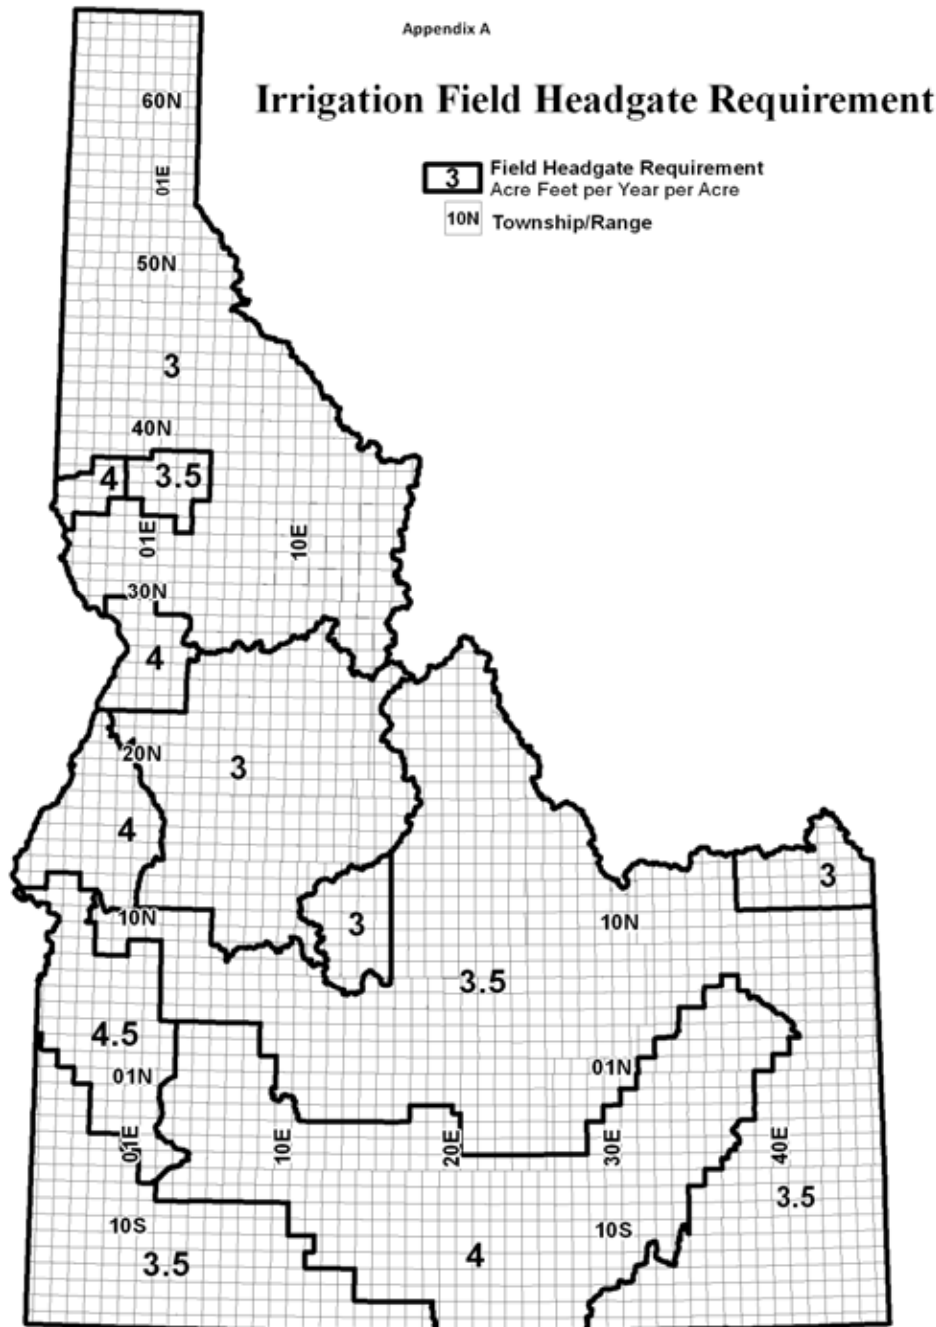 Appendix A
Irrigation Field Headgate Requirement
3 Field Headgate Requirement
Acre Feet per Year per Acre
10N Township/Range
60N
01E
50N
3
40N
4 3.5
01E 10E
30N
4
20N
3
4
3
10N
3
10N
3.5
4.5
01N
01N
01E 10E 20E 30E 40E
3.5
10S
10S
3.5
4